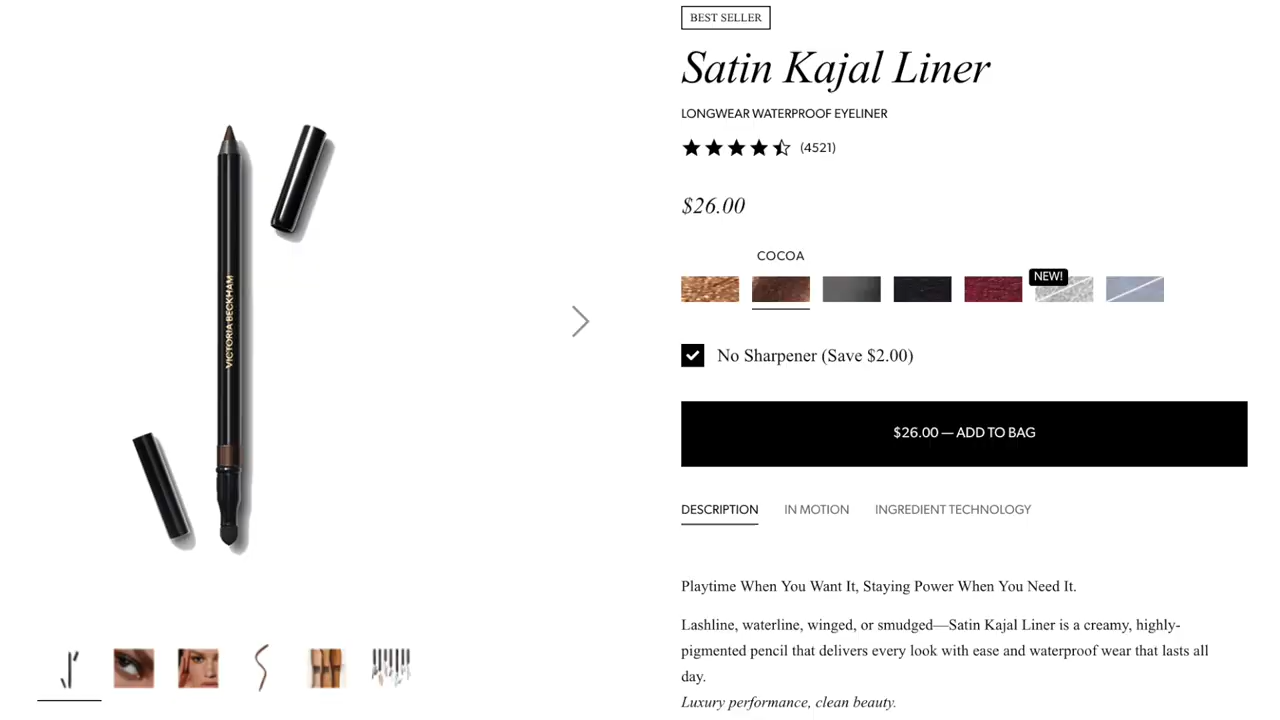 BEST SELLER
Satin Kajal Liner
LONGWEAR WATERPROOF EYELINER
(4521)
$26.00
COCOA
NEW!
No Sharpener (Save $2.00)
$26.00 — ADD TO BAG
DESCRIPTION IN MOTION INGREDIENT TECHNOLOGY
Playtime When You Want It, Staying Power When You Need It.
Lashline, waterline, winged, or smudged—Satin Kajal Liner is a creamy, highly-
pigmented pencil that delivers every look with ease and waterproof wear that lasts all
day.
Luxury performance, clean beauty.
VICTORIA BECKHAM